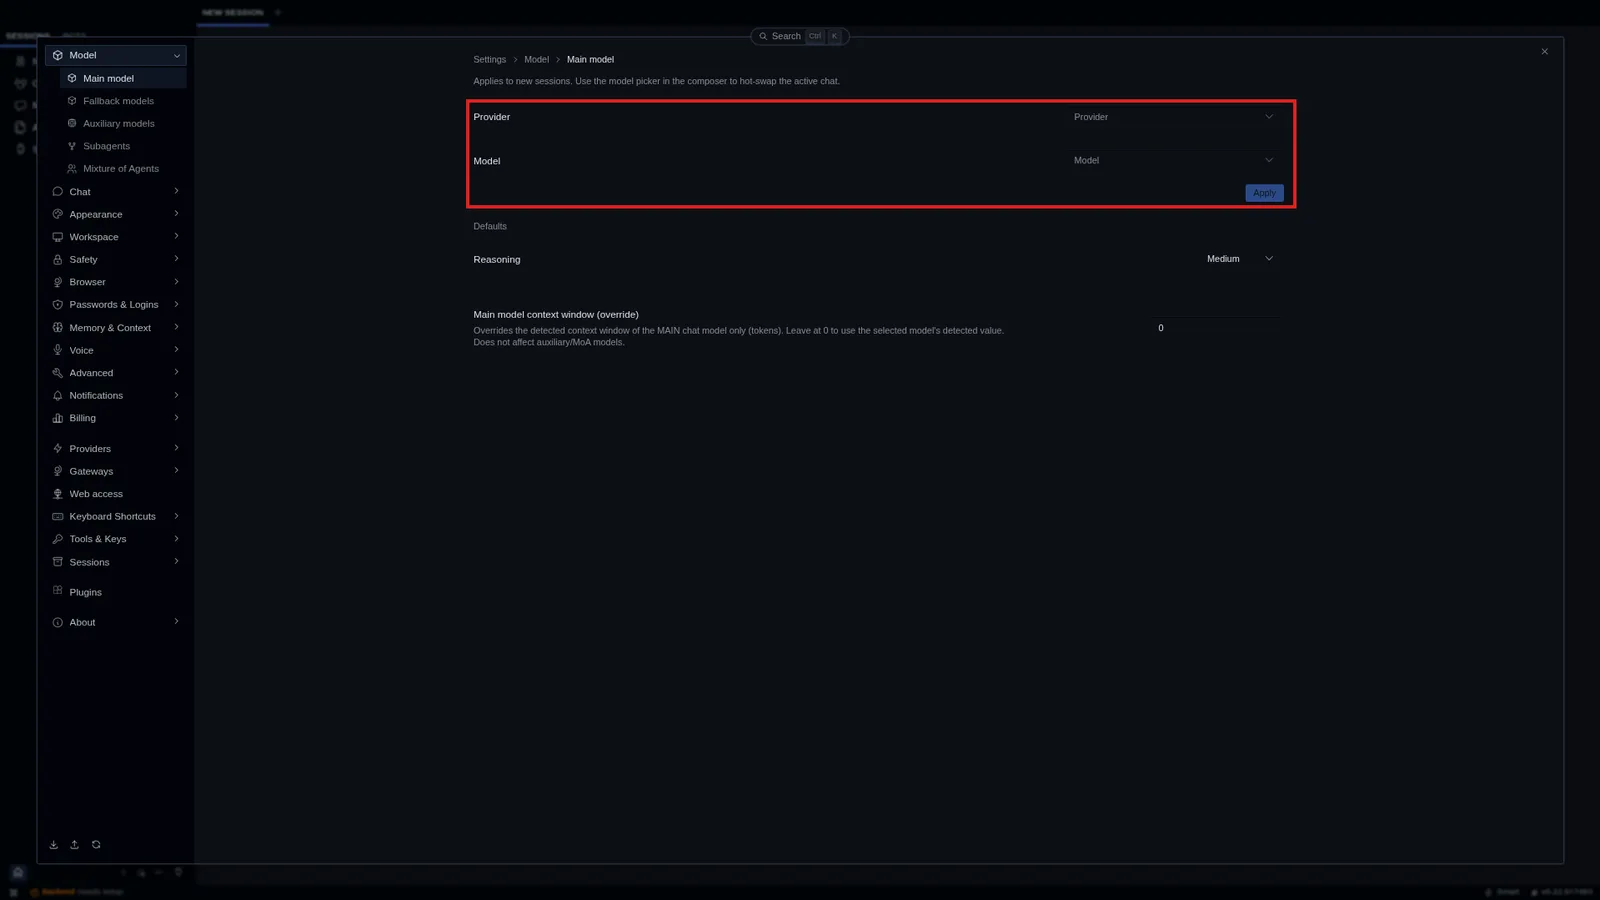 NEW SESSION
SESSIONS
Search Ctrl K
Model
Main model
Fallback models
Auxiliary models
Subagents
Mixture of Agents
Chat
Appearance
Workspace
Safety
Browser
Passwords & Logins
Memory & Context
Voice
Advanced
Notifications
Billing
Providers
Gateways
Web access
Keyboard Shortcuts
Tools & Keys
Sessions
Plugins
About
Settings > Model > Main model
Applies to new sessions. Use the model picker in the composer to hot-swap the active chat.
Provider Provider
Model Model
Apply
Defaults
Reasoning Medium
Main model context window (override)
Overrides the detected context window of the MAIN chat model only (tokens). Leave at 0 to use the selected model's detected value.
Does not affect auxiliary/MoA models.
0
Backend needs setup